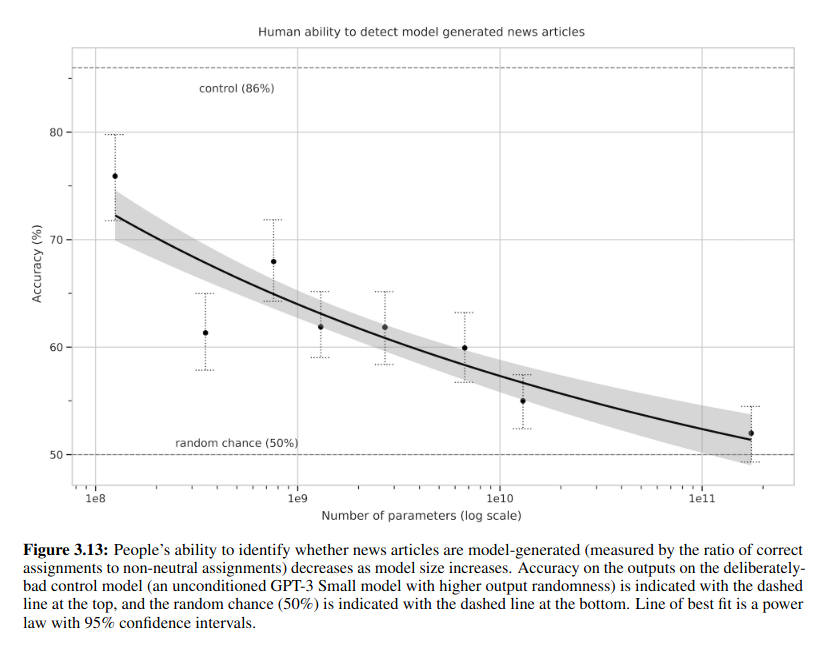 Human ability to detect model generated news articles
control (86%)
80
70
60
50
Accuracy (%)
random chance (50%)
1e8
1e9
1e10
1e11
Number of parameters (log scale)
Figure 3.13: People's ability to identify whether news articles are model-generated (measured by the ratio of correct
assignments to non-neutral assignments) decreases as model size increases. Accuracy on the outputs on the deliberately-
bad control model (an unconditioned GPT-3 Small model with higher output randomness) is indicated with the dashed
line at the top, and the random chance (50%) is indicated with the dashed line at the bottom. Line of best fit is a power
law with 95% confidence intervals.